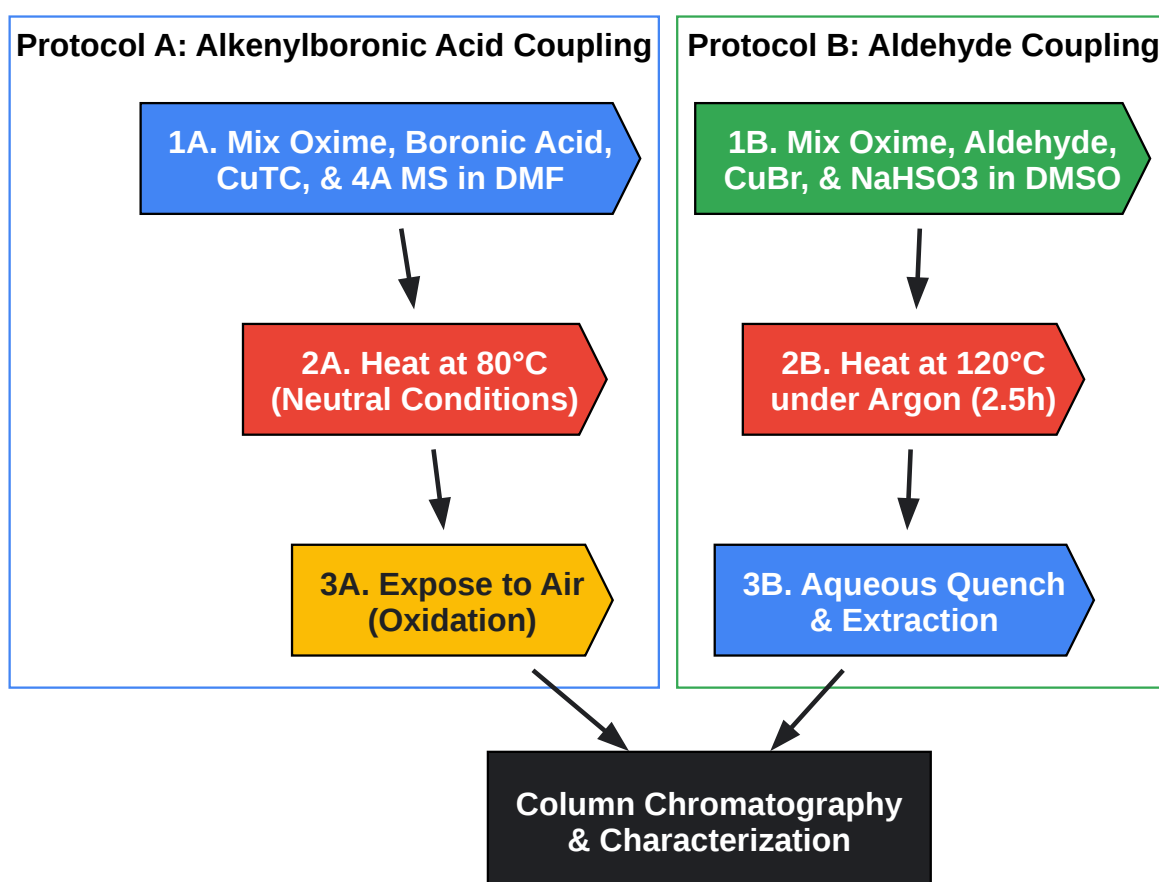 Protocol A: Alkenylboronic Acid Coupling
1A. Mix Oxime, Boronic Acid,
CuTC, & 4A MS in DMF
2A. Heat at 80°C
(Neutral Conditions)
3A. Expose to Air
(Oxidation)
Protocol B: Aldehyde Coupling
1B. Mix Oxime, Aldehyde,
CuBr, & NaHSO3 in DMSO
2B. Heat at 120°C
under Argon (2.5h)
3B. Aqueous Quench
& Extraction
Column Chromatography
& Characterization